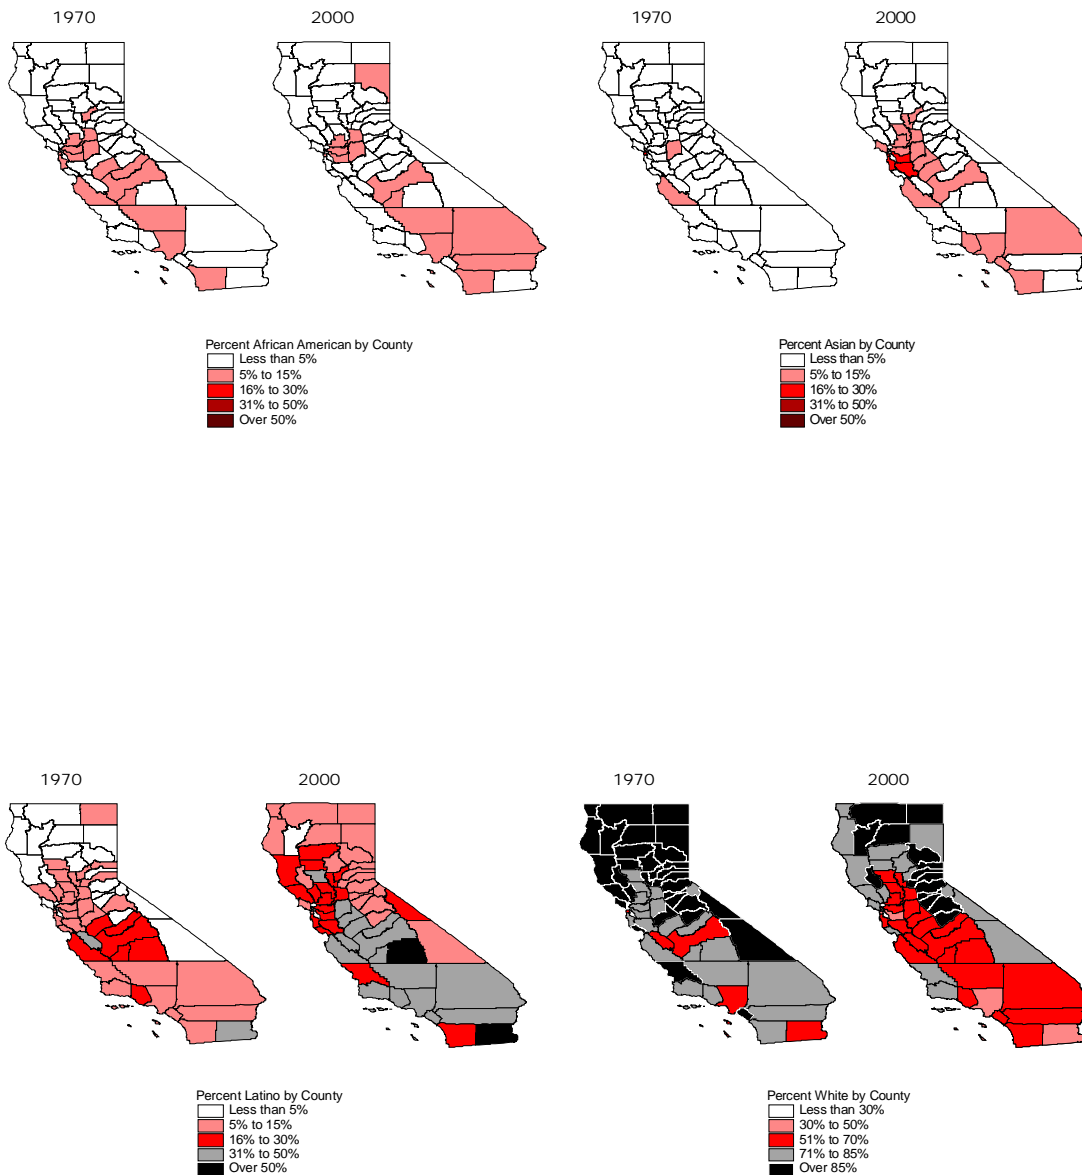 1970
2000
1970
2000
Percent African American by County
Less than 5%
5% to 15%
16% to 30%
31% to 50%
Over 50%
Percent Asian by County
Less than 5%
5% to 15%
16% to 30%
31% to 50%
Over 50%
1970
2000
1970
2000
Percent Latino by County
Less than 5%
5% to 15%
16% to 30%
31% to 50%
Over 50%
Percent White by County
Less than 30%
30% to 50%
51% to 70%
71% to 85%
Over 85%